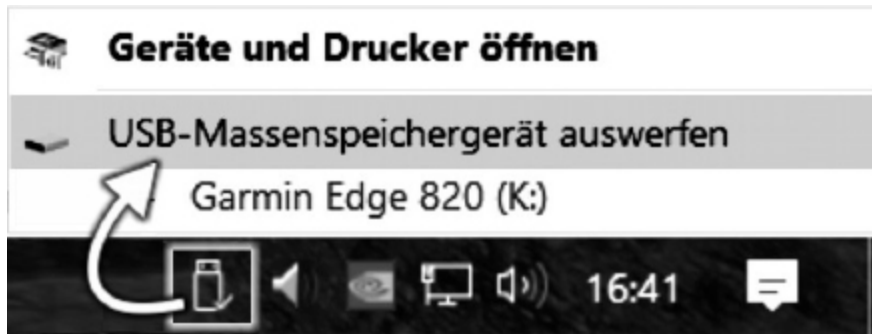 Geräte und Drucker öffnen
USB-Massenspeichergerät auswerfen
Garmin Edge 820 (K:)
16:41